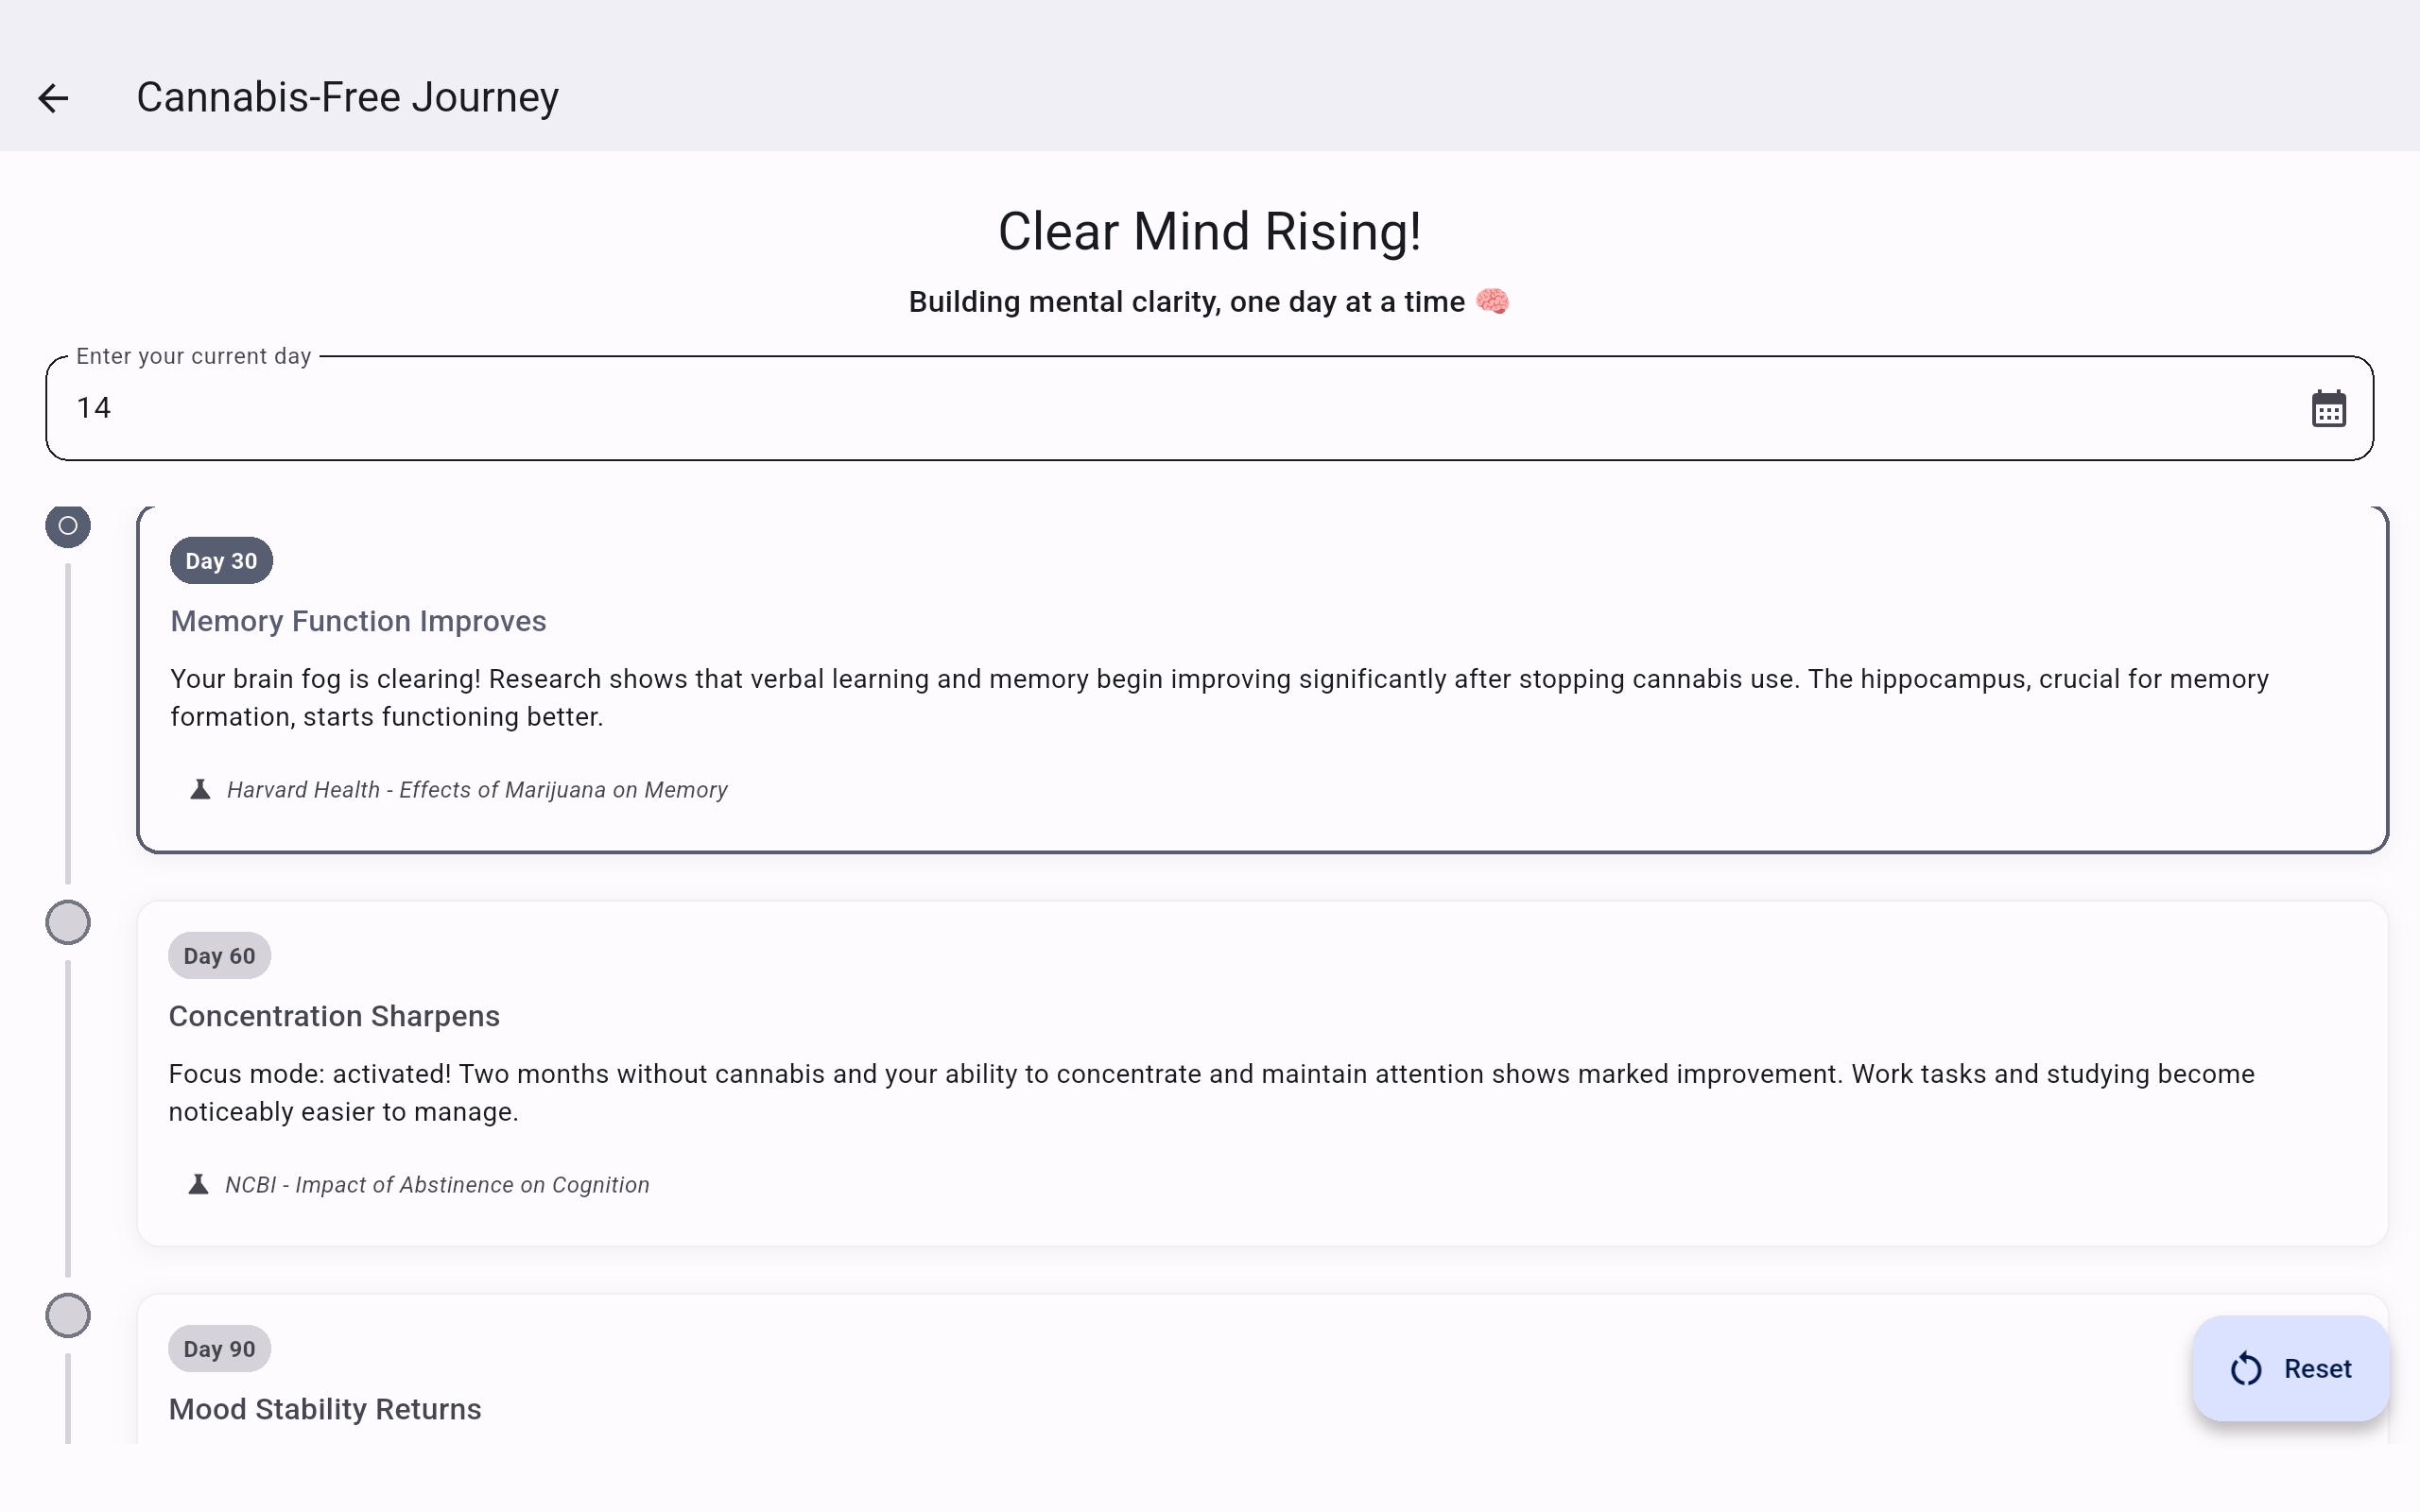 Cannabis-Free Journey
Clear Mind Rising!
Building mental clarity, one day at a time 🧠
Enter your current day
14
Day 30
Memory Function Improves
Your brain fog is clearing! Research shows that verbal learning and memory begin improving significantly after stopping cannabis use. The hippocampus, crucial for memory
formation, starts functioning better.
Harvard Health - Effects of Marijuana on Memory
Day 60
Concentration Sharpens
Focus mode: activated! Two months without cannabis and your ability to concentrate and maintain attention shows marked improvement. Work tasks and studying become
noticeably easier to manage.
NCBI - Impact of Abstinence on Cognition
Day 90
Mood Stability Returns
Reset